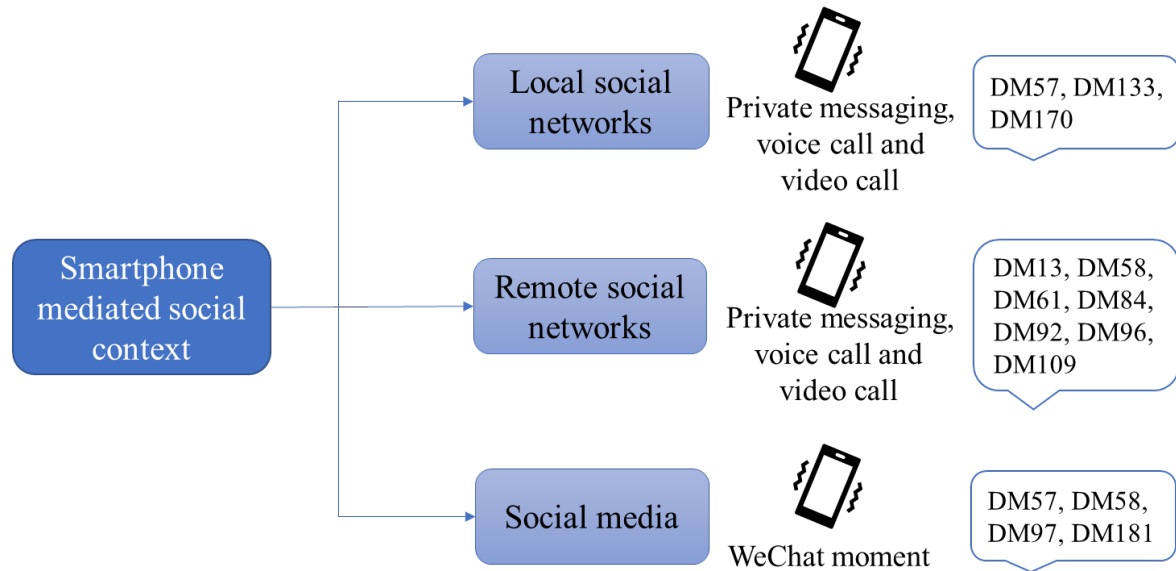 Local social
networks
Private messaging,
voice call and
video call
DM57, DM133,
DM170
Smartphone
mediated social
context
Remote social
networks
Private messaging,
voice call and
video call
DM13, DM58,
DM61, DM84,
DM92, DM96,
DM109
Social media
WeChat moment
DM57, DM58,
DM97, DM181